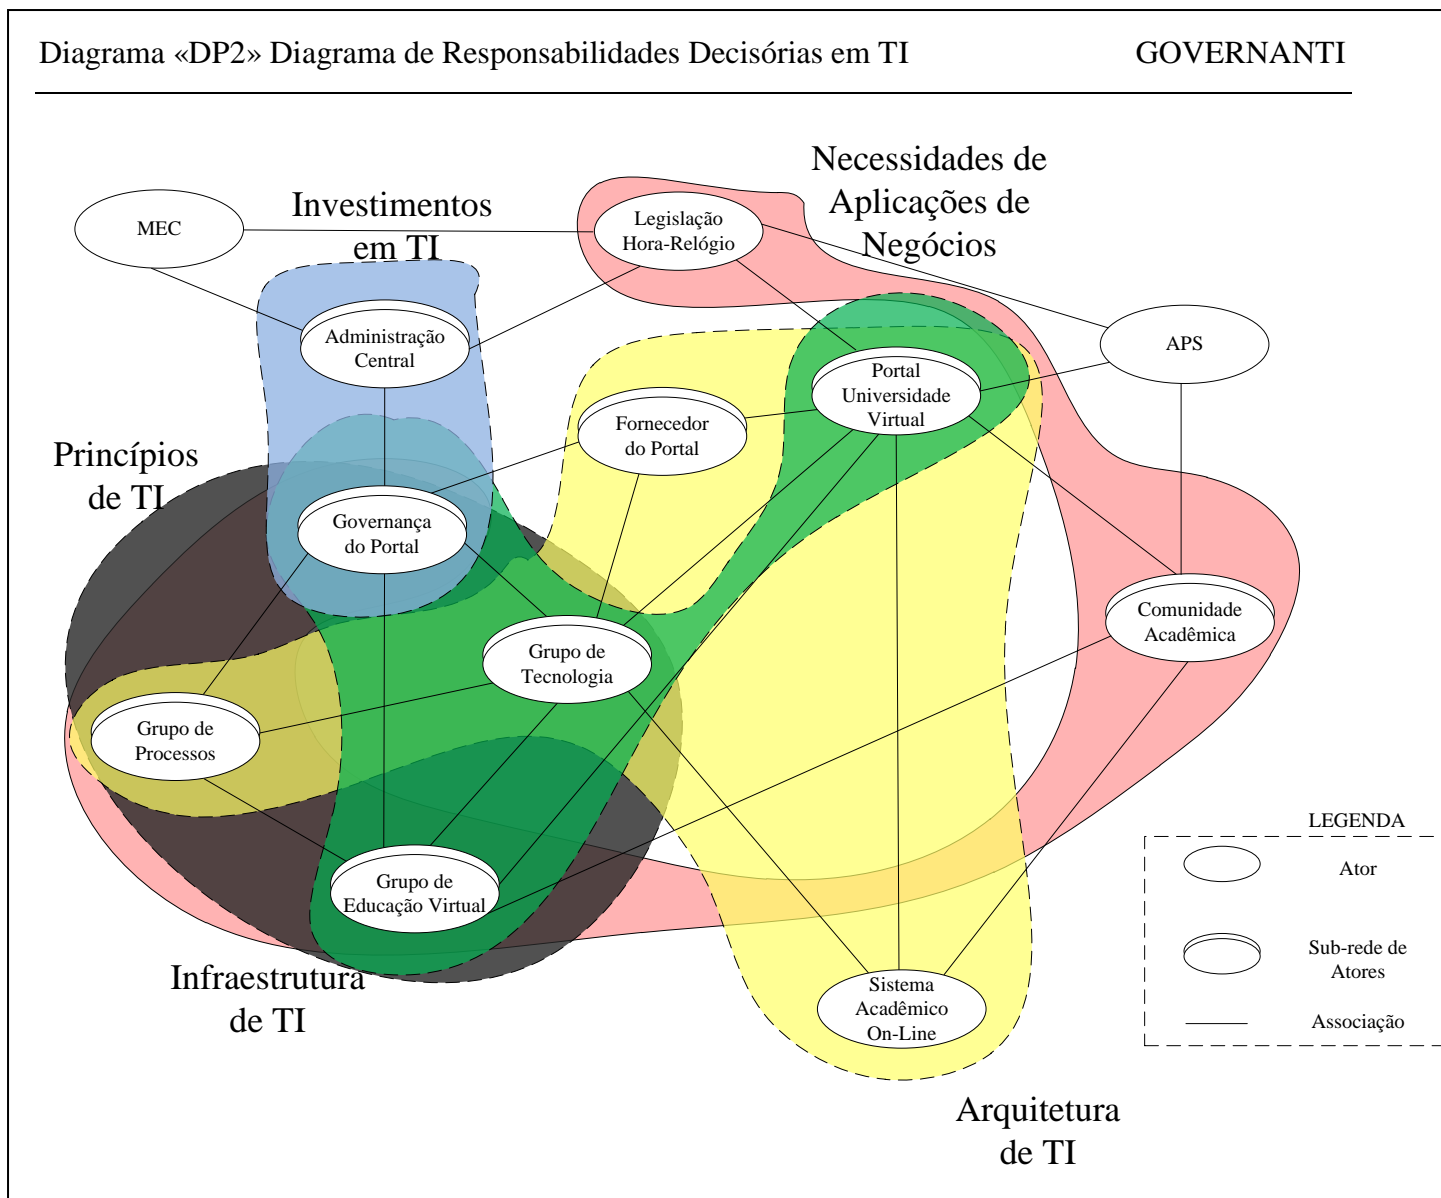 Diagrama «DP2» Diagrama de Responsabilidades Decisórias em TI
GOVERNANTI
Necessidades de
Aplicações de
Negócios
Investimentos
em TI
MEC
Legislação
Hora-Relógio
Administração
Central
APS
Portal
Universidade
Virtual
Fornecedor
do Portal
Princípios
de TI
Governança
do Portal
Comunidade
Acadêmica
Grupo de
Tecnologia
Grupo de
Processos
Grupo de
Educação Virtual
Infraestrutura
de TI
Sistema
Acadêmico
On-Line
Arquitetura
de TI
LEGENDA
Ator
Sub-rede de
Atores
Associação